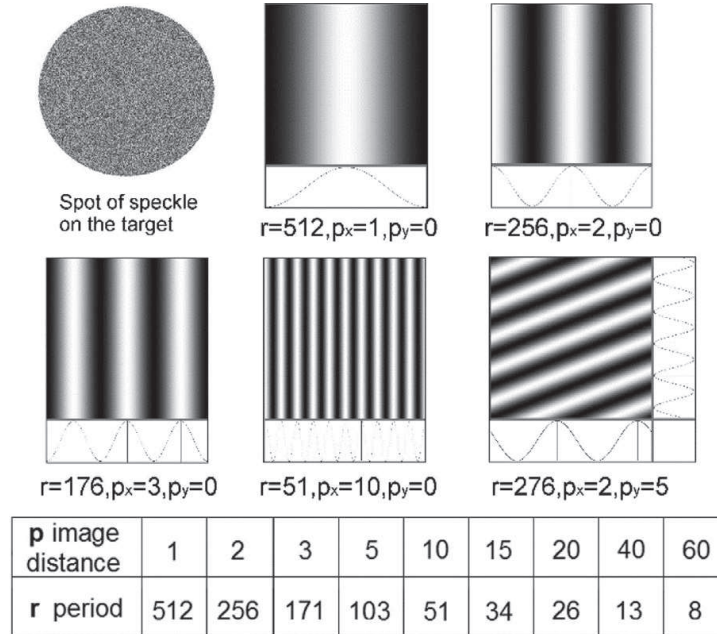 Spot of speckle
on the target
r=512,px=1,py=0
r=256,px=2,py=0
r=176,px=3,py=0
r=51,px=10,py=0
r=276,px=2,py=5
p image distance 1 2 3 5 10 15 20 40 60
r period 512 256 171 103 51 34 26 13 8